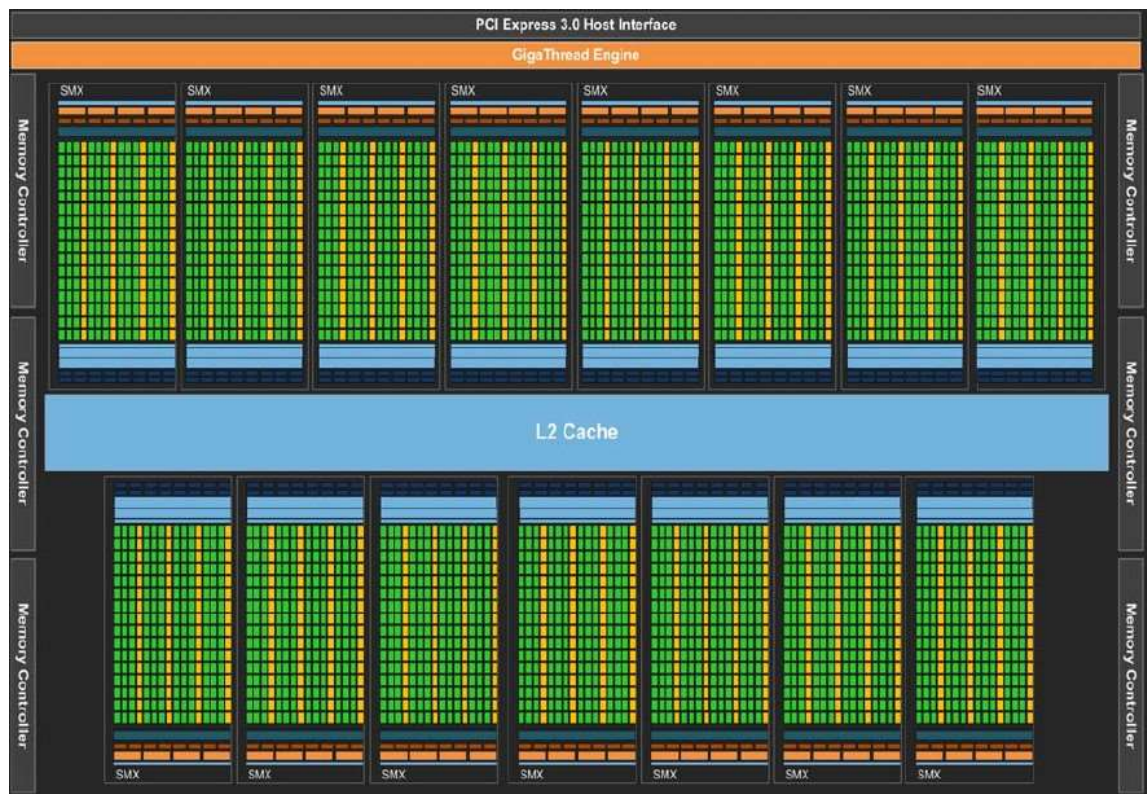 PCI Express 3.0 Host Interface
GigaThread Engine
SMX SMX SMX SMX SMX SMX SMX SMX
Memory Controller
Memory Controller
Memory Controller
Memory Controller
L2 Cache
Memory Controller
Memory Controller
SMX SMX SMX SMX SMX SMX SMX